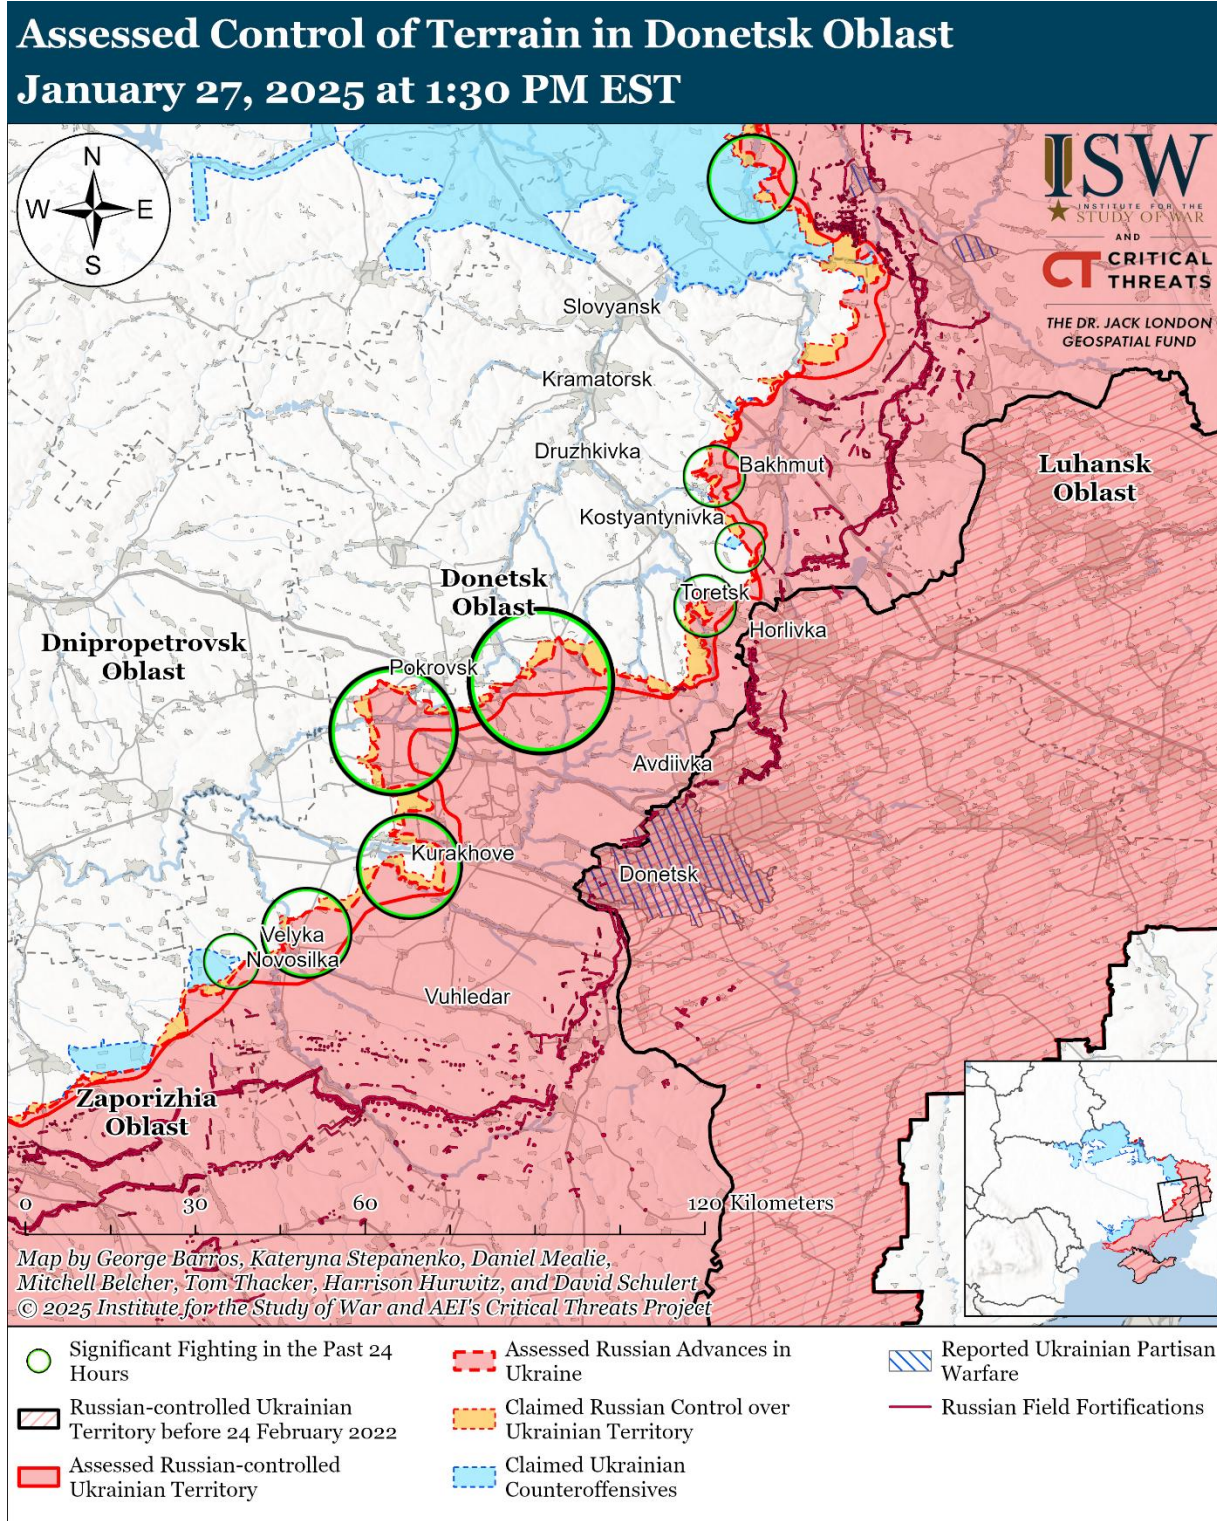 Assessed Control of Terrain in Donetsk Oblast
January 27, 2025 at 1:30 PM EST
N
W
E
S
ISW
INSTITUTE FOR THE
STUDY OF WAR
AND
CT CRITICAL
THREATS
THE DR. JACK LONDON
GEOSPATIAL FUND
Slovyansk
Kramatorsk
Druzhkivka
Bakhmut
Luhansk
Oblast
Kostyantynivka
Donetsk
Oblast
Toretsk
Horlivka
Dnipropetrovsk
Oblast
Pokrovsk
Avdiivka
Kurakhove
Donetsk
Velyka
Novosilka
Vuhledar
Zaporizhia
Oblast
0 30 60 120 Kilometers
Map by George Barros, Kateryna Stepanenko, Daniel Mealie,
Mitchell Belcher, Tom Thacker, Harrison Hurwitz, and David Schulert
© 2025 Institute for the Study of War and AEI's Critical Threats Project
Significant Fighting in the Past 24
Hours
Russian-controlled Ukrainian
Territory before 24 February 2022
Assessed Russian-controlled
Ukrainian Territory
Assessed Russian Advances in
Ukraine
Claimed Russian Control over
Ukrainian Territory
Claimed Ukrainian
Counteroffensives
Reported Ukrainian Partisan
Warfare
Russian Field Fortifications